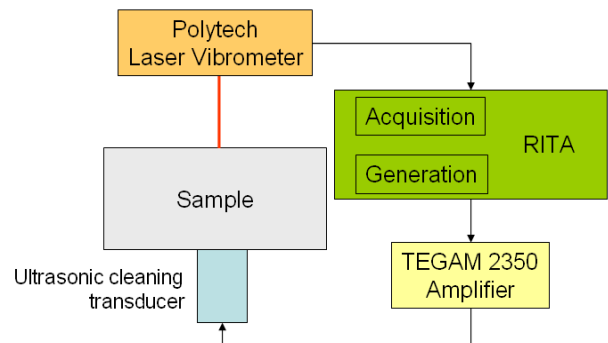 Polytech
Laser Vibrometer
Acquisition
RITA
Generation
Sample
Ultrasonic cleaning
transducer
TEGAM 2350
Amplifier